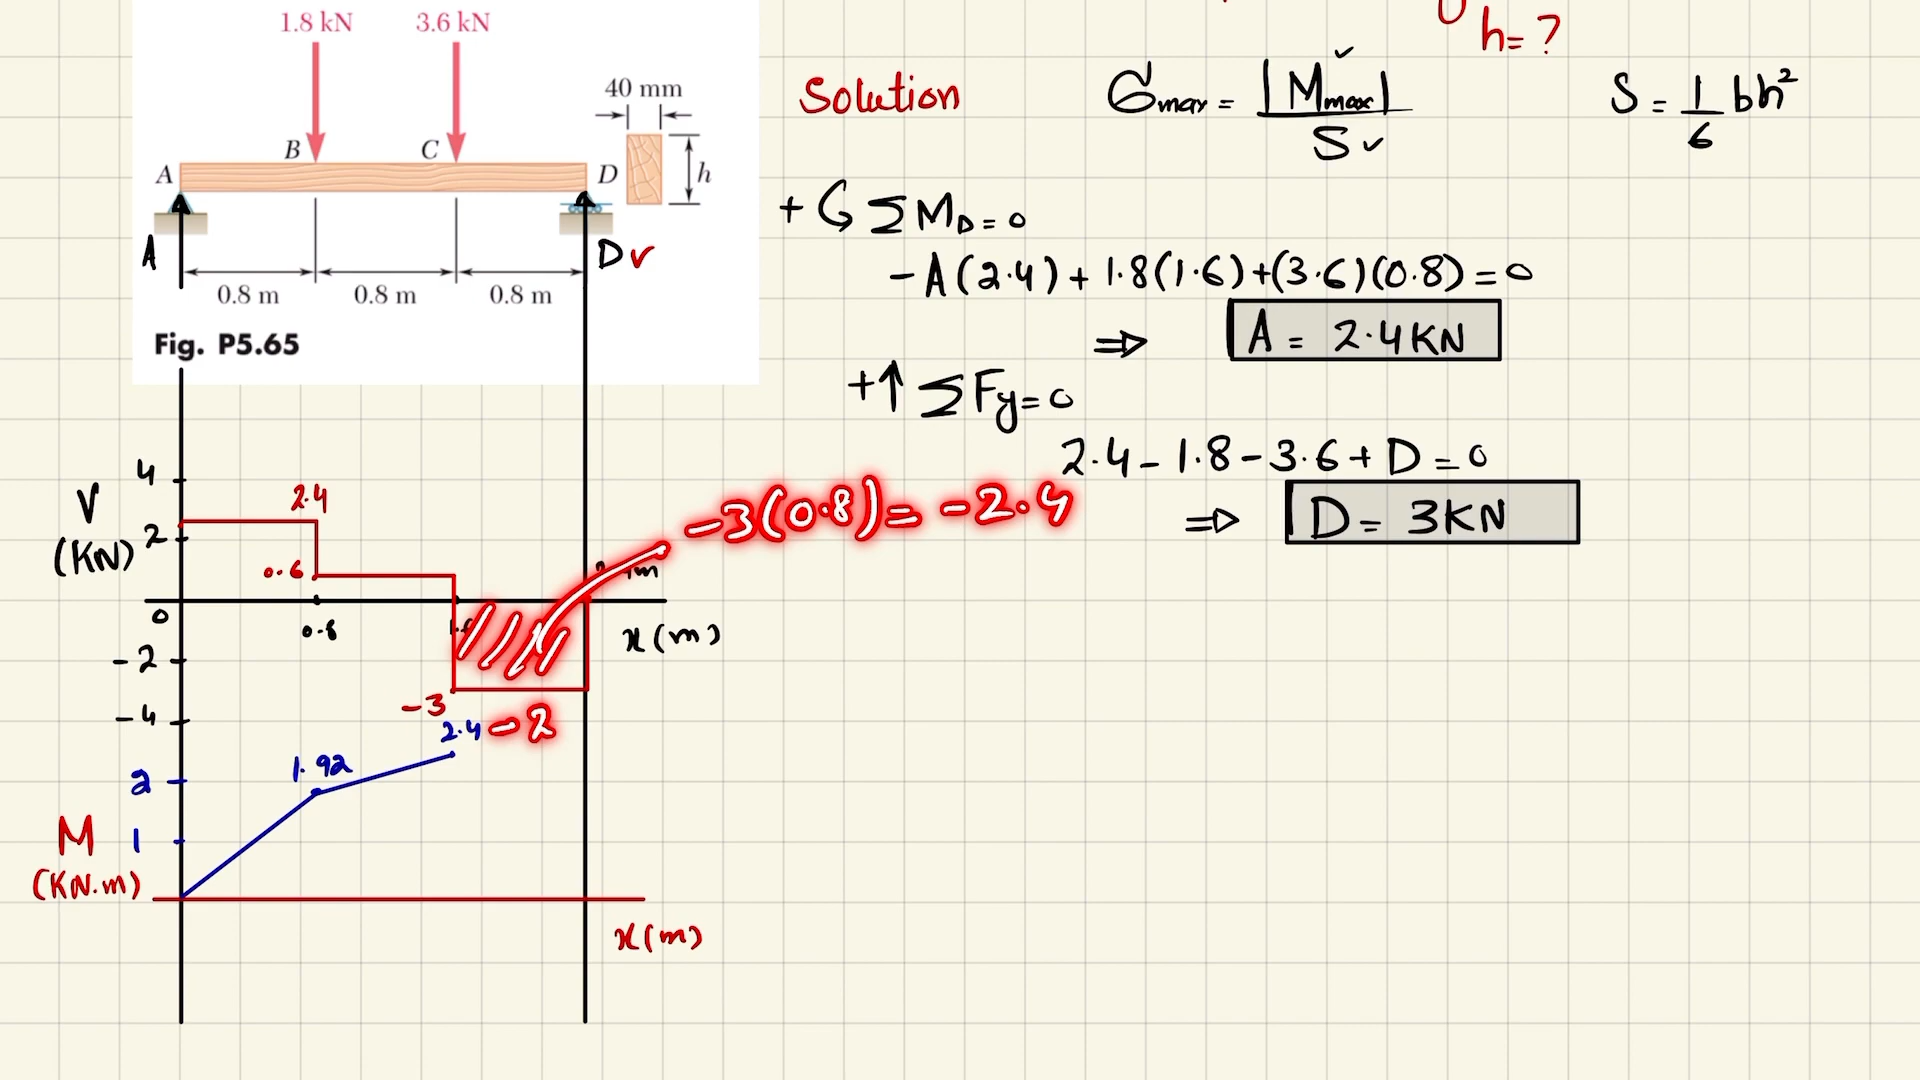 h = ?
1.8 kN 3.6 kN
40 mm
Solution
σmax = |Mmax| / S
S = 1/6 bh²
A B C D h
A D
+ ΣM_D = 0
-A(2.4) + 1.8(1.6) + (3.6)(0.8) = 0
⇒ A = 2.4KN
0.8 m 0.8 m 0.8 m
Fig. P5.65
+↑ ΣFy = 0
2.4 - 1.8 - 3.6 + D = 0
⇒ D = 3KN
V
(KN)
4
2
0
-2
-4
2.4
0.6
-3
-3(0.8) = -2.4
0.8
x(m)
2.4 - 2
1.92
2
1
M
(KN.m)
x(m)